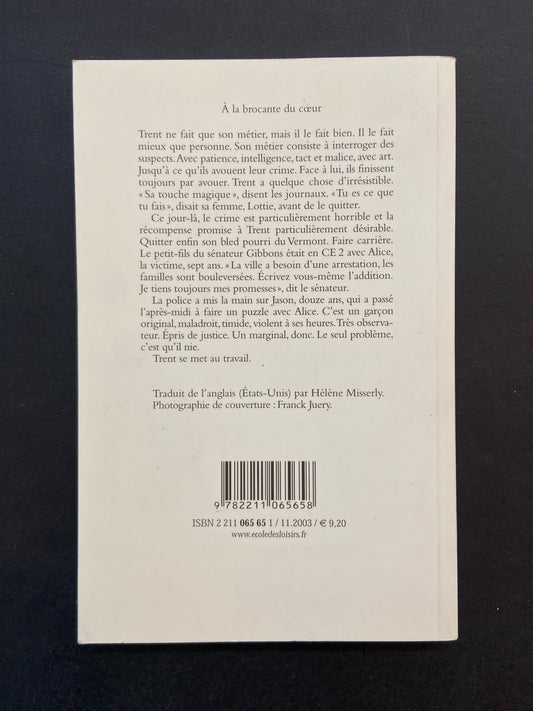 À la brocante du cœur
Trent ne fait que son métier, mais il le fait bien. Il le fait
mieux que personne. Son métier consiste à interroger des
suspects. Avec patience, intelligence, tact et malice, avec art.
Jusqu'à ce qu'ils avouent leur crime. Face à lui, ils finissent
toujours par avouer. Trent a quelque chose d'irrésistible.
« Sa touche magique », disent les journaux. « Tu es ce que
tu fais », disait sa femme, Lottie, avant de le quitter.
Ce jour-là, le crime est particulièrement horrible et la
récompense promise à Trent particulièrement désirable.
Quitter enfin son bled pourri du Vermont. Faire carrière.
Le petit-fils du sénateur Gibbons était en CE 2 avec Alice,
la victime, sept ans. « La ville a besoin d'une arrestation, les
familles sont bouleversées. Écrivez vous-même l'addition.
Je tiens toujours mes promesses », dit le sénateur.
La police a mis la main sur Jason, douze ans, qui a passé
l'après-midi à faire un puzzle avec Alice. C'est un garçon
original, maladroit, timide, violent à ses heures. Très observa-
teur. Épris de justice. Un marginal, donc. Le seul problème,
c'est qu'il nie.
Trent se met au travail.
Traduit de l'anglais (États-Unis) par Hélène Misserly.
Photographie de couverture : Franck Juery.
9 782211 065658
ISBN 2 211 065 65 1 / 11.2003 / € 9,20
www.ecoledesloisirs.fr